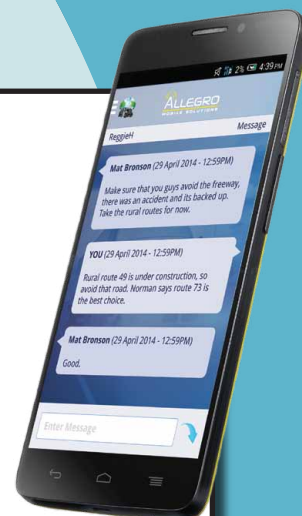 2% 4:39 PM
ALLEGRO
MOBILE SOLUTIONS
ReggieH Message
Mat Bronson (29 April 2014 - 12:59PM)
Make sure that you guys avoid the freeway,
there was an accident and its backed up.
Take the rural routes for now.
YOU (29 April 2014 - 12:59PM)
Rural route 49 is under construction, so
avoid that road. Norman says route 73 is
the best choice.
Mat Bronson (29 April 2014 - 12:59PM)
Good.
Enter Message